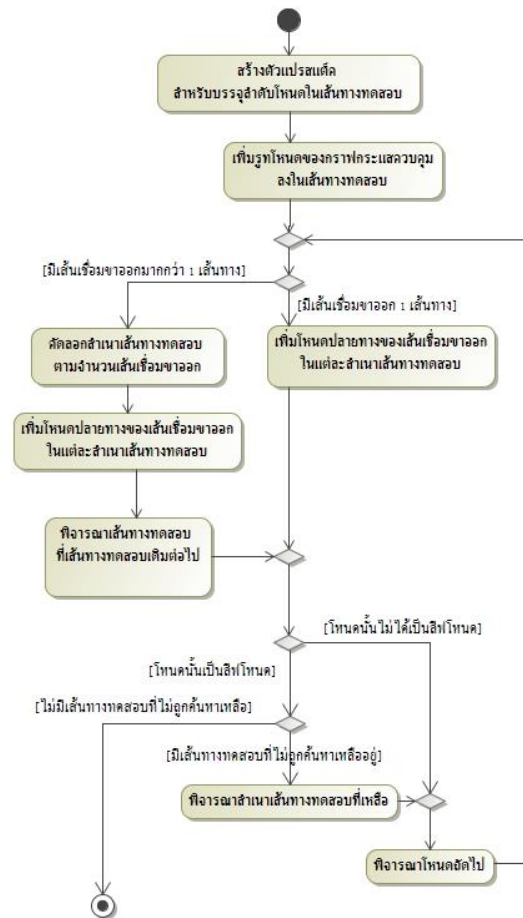 สร้างตัวแปรสแต็ค
สำหรับบรรจุลำดับโหนดในเส้นทางทดสอบ
เพิ่มรูทโหนดของกราฟกระแสควบคุม
ลงในเส้นทางทดสอบ
[มีเส้นเชื่อมขาออกมากกว่า 1 เส้นทาง]
[มีเส้นเชื่อมขาออก 1 เส้นทาง]
คัดลอกสำเนาเส้นทางทดสอบ
ตามจำนวนเส้นเชื่อมขาออก
เพิ่มโหนดปลายทางของเส้นเชื่อมขาออก
ในแต่ละสำเนาเส้นทางทดสอบ
เพิ่มโหนดปลายทางของเส้นเชื่อมขาออก
ในแต่ละสำเนาเส้นทางทดสอบ
พิจารณาเส้นทางทดสอบ
ที่เส้นทางทดสอบเดิมต่อไป
[โหนดนั้นไม่ได้เป็นลีฟโหนด]
[โหนดนั้นเป็นลีฟโหนด]
[ไม่มีเส้นทางทดสอบที่ไม่ถูกค้นหาเหลือ]
[มีเส้นทางทดสอบที่ไม่ถูกค้นหาเหลืออยู่]
พิจารณาสำเนาเส้นทางทดสอบที่เหลือ
พิจารณาโหนดถัดไป